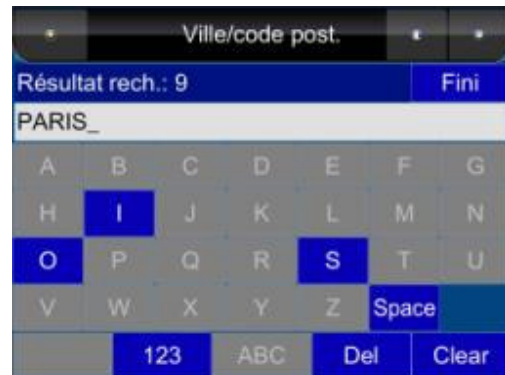 Ville/code post.
Résultat rech.: 9 Fini
PARIS_
A B C D E F G
H I J K L M N
O P Q R S T U
V W X Y Z Space
123 ABC Del Clear